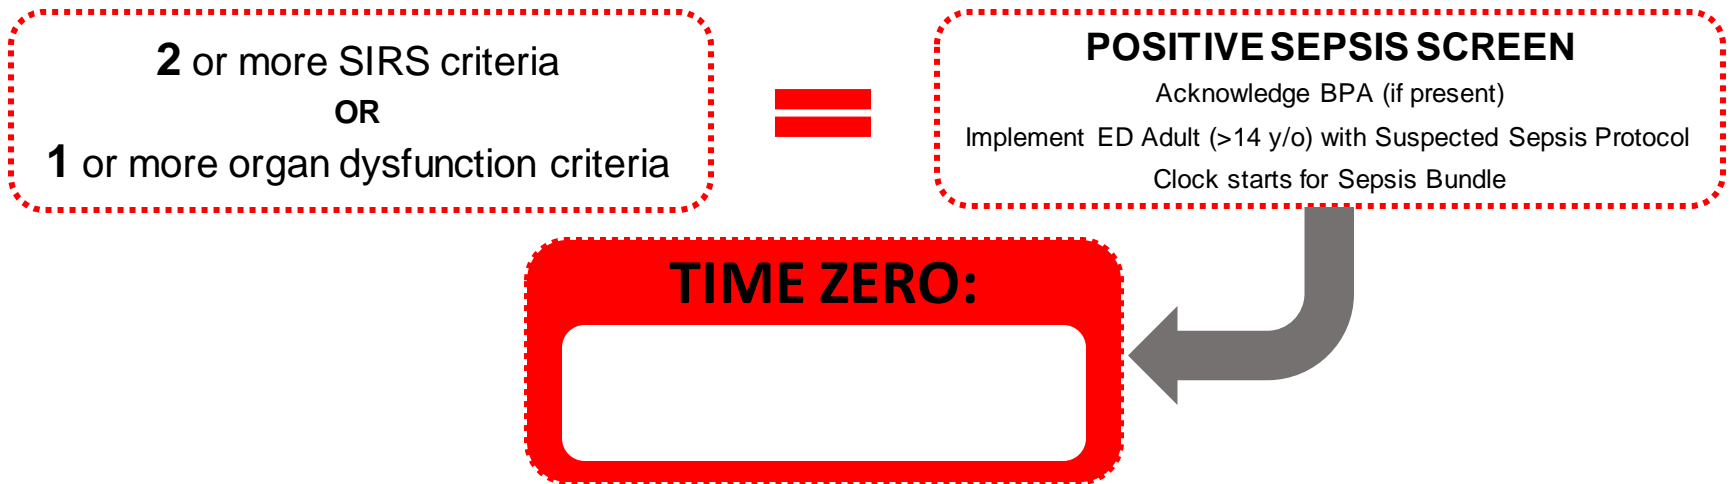 2 or more SIRS criteria
OR
1 or more organ dysfunction criteria
POSITIVE SEPSIS SCREEN
Acknowledge BPA (if present)
Implement ED Adult (>14 y/o) with Suspected Sepsis Protocol
Clock starts for Sepsis Bundle
TIME ZERO: